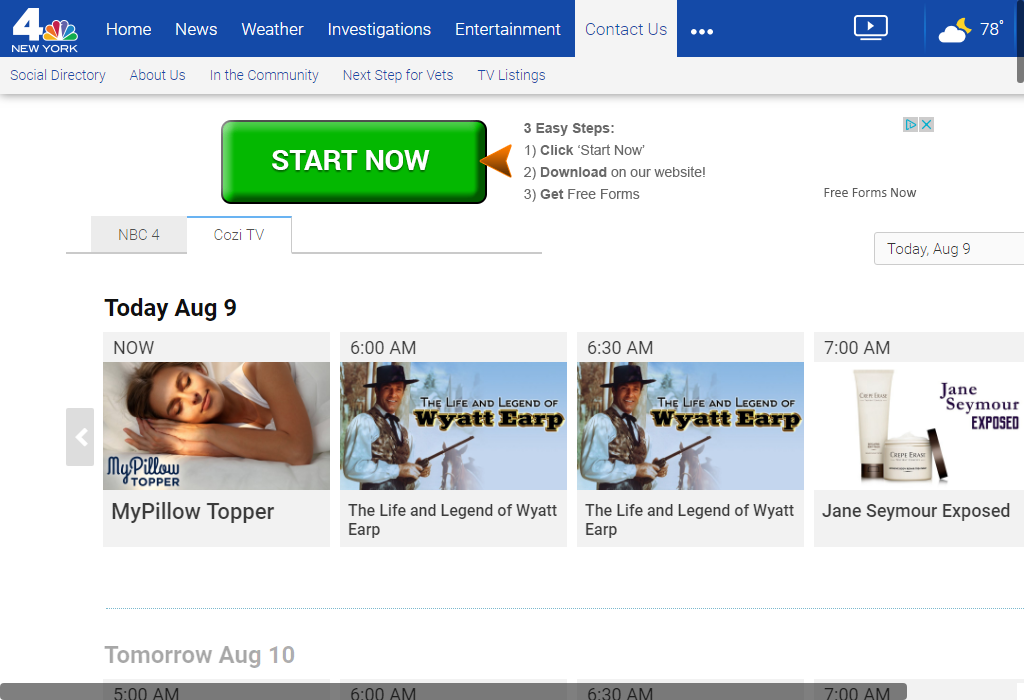 4
NEW YORK
Home
News
Weather
Investigations
Entertainment
Contact Us
78°
Social Directory
About Us
In the Community
Next Step for Vets
TV Listings
START NOW
3 Easy Steps:
1) Click ‘Start Now’
2) Download on our website!
3) Get Free Forms
Free Forms Now
NBC 4
Cozi TV
Today, Aug 9
Today Aug 9
NOW
MyPillow
TOPPER
MyPillow Topper
6:00 AM
The Life and Legend of
Wyatt Earp
The Life and Legend of Wyatt
Earp
6:30 AM
The Life and Legend of
Wyatt Earp
The Life and Legend of Wyatt
Earp
7:00 AM
Crepe Erase
Crepe Erase
Jane
Seymour
EXPOSED
Jane Seymour Exposed
Tomorrow Aug 10
5:00 AM
6:00 AM
6:30 AM
7:00 AM